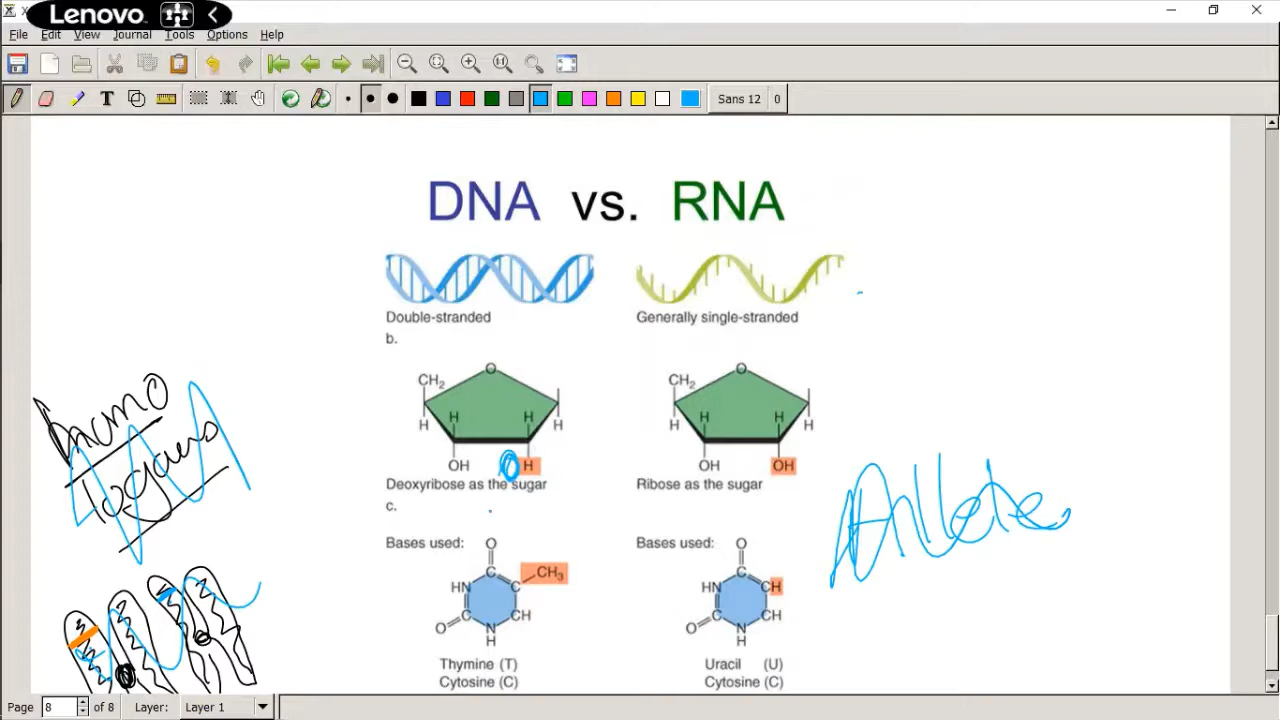 Lenovo
File Edit View Journal Tools Options Help
Sans 12 0
DNA vs. RNA
Double-stranded
Generally single-stranded
b.
O
CH2
H H H H
OH H
O
CH2
H H H H
OH OH
Deoxyribose as the sugar
Ribose as the sugar
c.
Bases used:
O
HN C C CH3
O C CH
N
H
Bases used:
O
HN C CH
O C CH
N
H
Thymine (T)
Cytosine (C)
Uracil (U)
Cytosine (C)
Homo
logous
Page 8 of 8 Layer: Layer 1